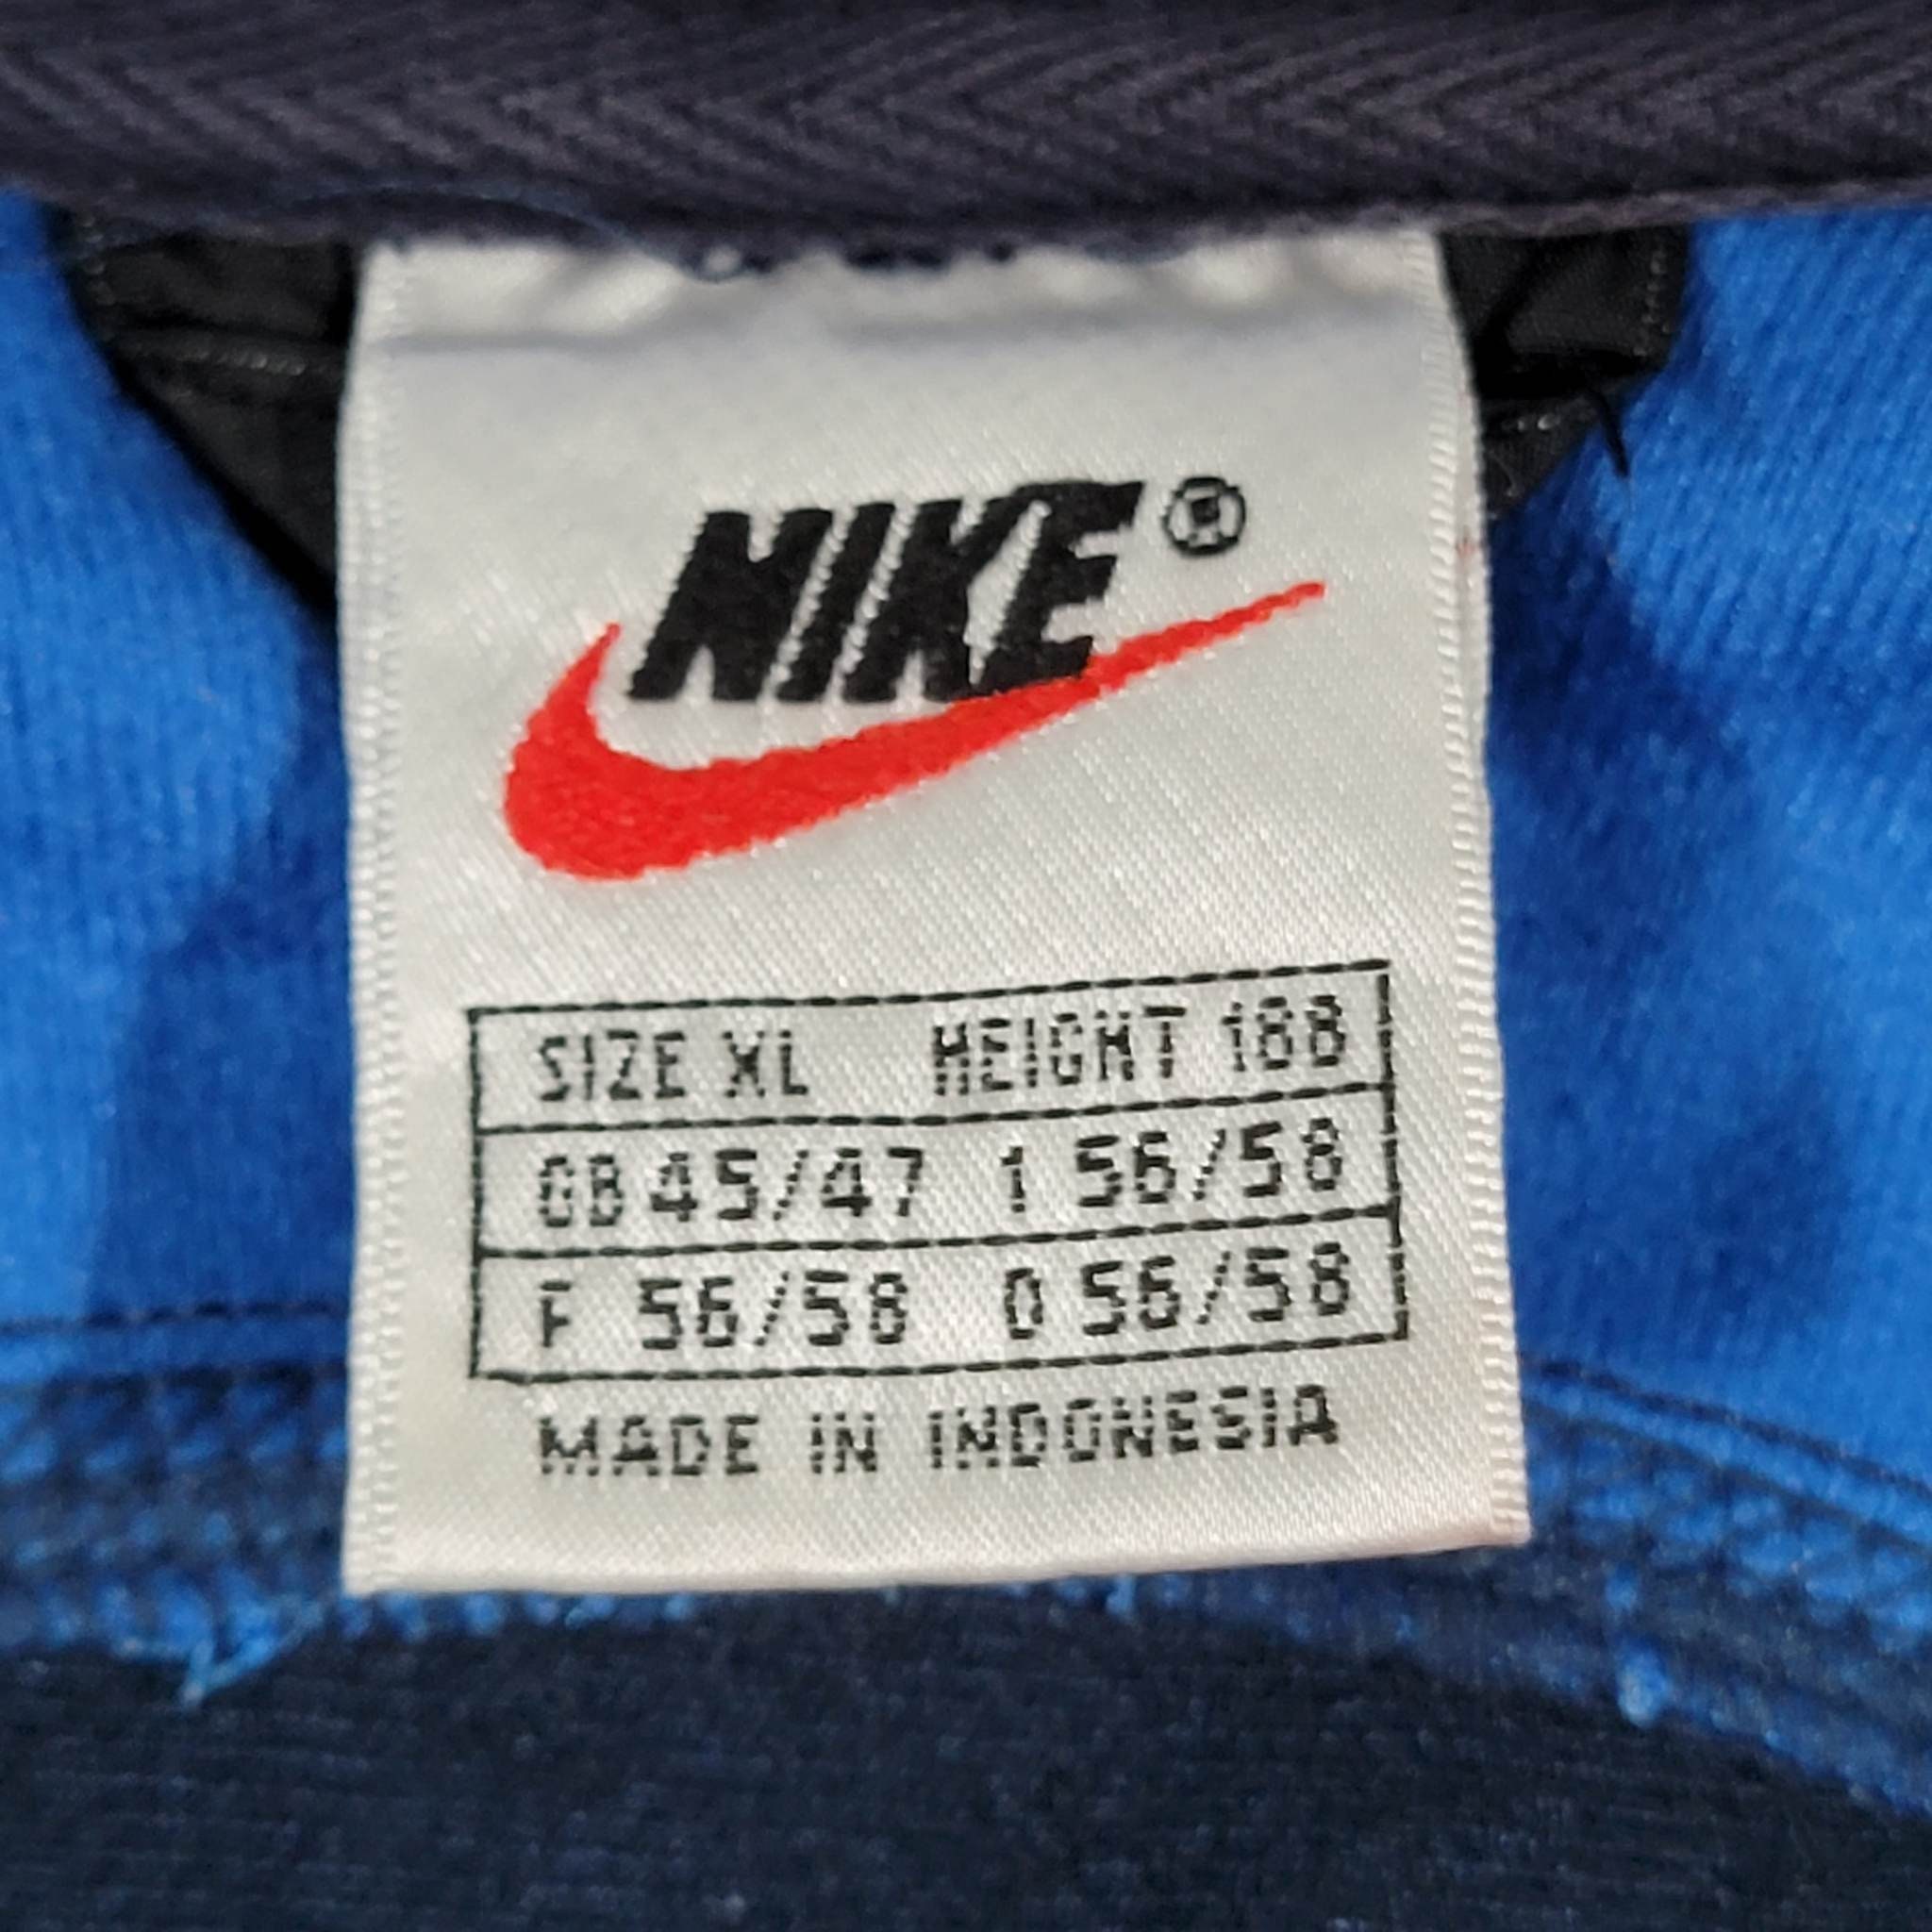 NIKE®
SIZE XL HEIGHT 188
GB 45/47 I 56/58
F 56/58 D 56/58
MADE IN INDONESIA